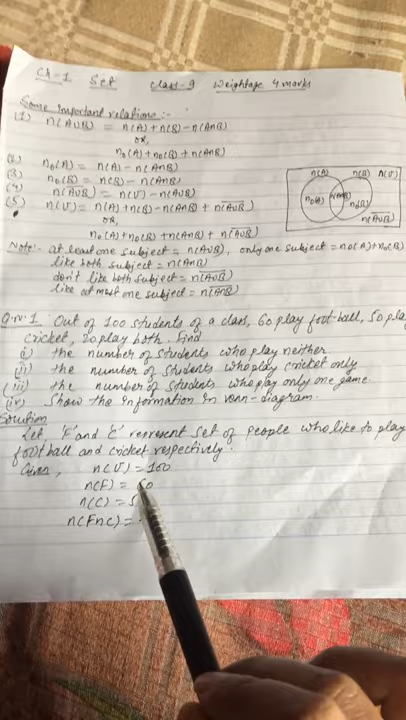 Ch-1 Set Class-9 Weightage 4 marks
Some important relations:-
(1) n(A∪B) = n(A)+n(B)-n(A∩B)
or,
n₀(A)+n₀(B)+n(A∩B)
(2) n₀(A) = n(A)-n(A∩B)
(3) n₀(B) = n(B)-n(A∩B)
(4) n(A̅∪̅B̅) = n(U)-n(A∪B)
(5) n(U) = n(A)+n(B)-n(A∩B)+n(A̅∪̅B̅)
or,
n₀(A)+n₀(B)+n(A∩B)+n(A̅∪̅B̅)
n(A) n(B) n(U)
n₀(A) n(A∩B)
n₀(B)
n(A̅∪̅B̅)
Note:- at least one subject = n(A∪B), only one subject = n₀(A)+n₀(B)
like both subject = n(A∩B)
don't like both subject = n(A̅∪̅B̅)
like at most one subject = n(A̅∩̅B̅)
Q.N.1 Out of 100 students of a class, 60 play foot-ball, 50 play
cricket, 20 play both. Find
(i) the number of students who play neither
(ii) the number of students who play cricket only
(iii) the number of students who play only one game.
(iv) Show the information in venn-diagram.
Solution
Let 'F' and 'C' represent set of people who like to play
football and cricket respectively.
Given, n(U) = 100
n(F) = 60
n(C) = 5
n(F∩C) =